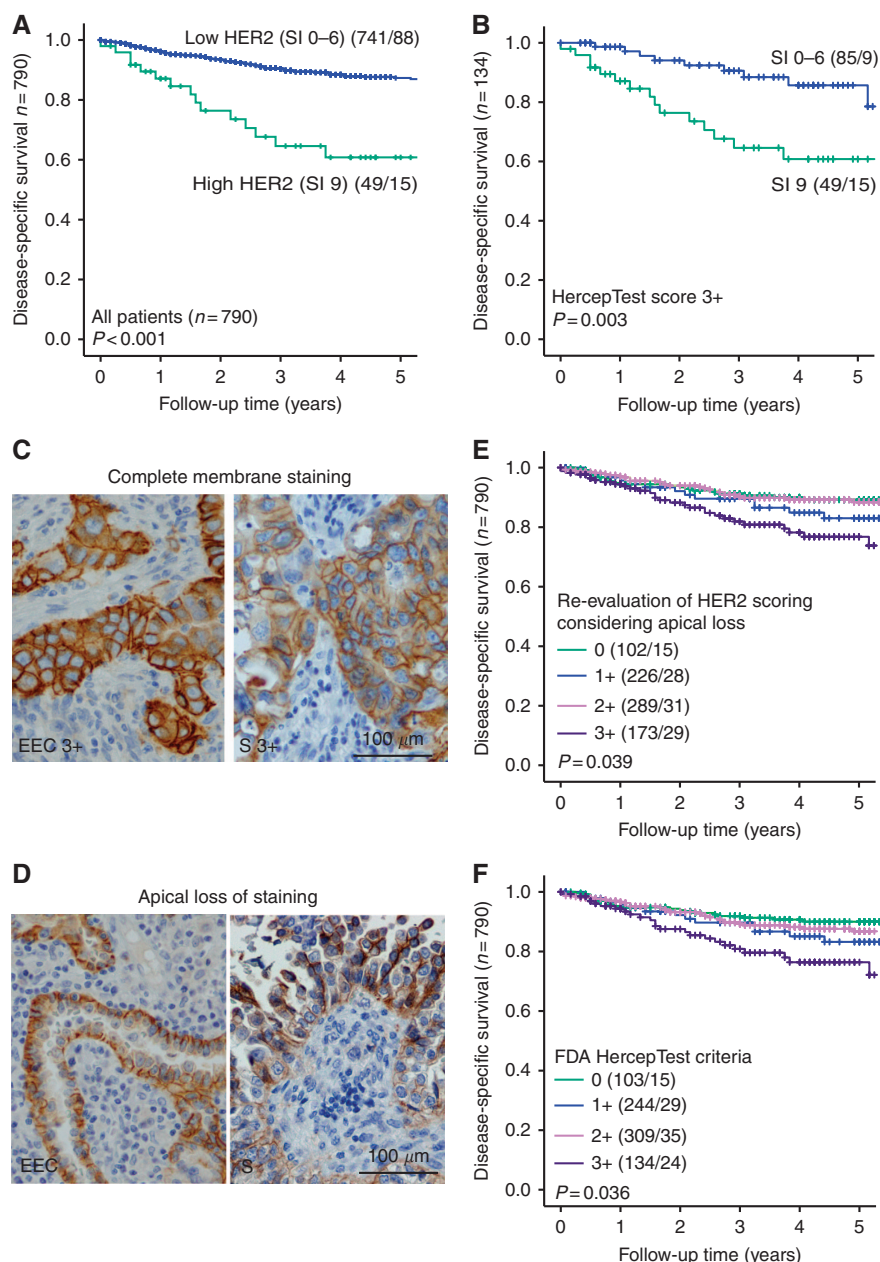 A
Disease-specific survival n=790)
1.0
0.8
0.6
0.4
0.2
0.0
Low HER2 (SI 0–6) (741/88)
High HER2 (SI 9) (49/15)
All patients (n=790)
P<0.001
0 1 2 3 4 5
Follow-up time (years)
B
Disease-specific survival (n=134)
1.0
0.8
0.6
0.4
0.2
0.0
SI 0–6 (85/9)
SI 9 (49/15)
HercepTest score 3+
P=0.003
0 1 2 3 4 5
Follow-up time (years)
C
Complete membrane staining
EEC 3+
S 3+
100 μm
E
Disease-specific survival (n=790)
1.0
0.8
0.6
0.4
0.2
0.0
Re-evaluation of HER2 scoring
considering apical loss
0 (102/15)
1+ (226/28)
2+ (289/31)
3+ (173/29)
P=0.039
0 1 2 3 4 5
Follow-up time (years)
D
Apical loss of staining
EEC
S
100 μm
F
Disease-specific survival (n=790)
1.0
0.8
0.6
0.4
0.2
0.0
FDA HercepTest criteria
0 (103/15)
1+ (244/29)
2+ (309/35)
3+ (134/24)
P=0.036
0 1 2 3 4 5
Follow-up time (years)